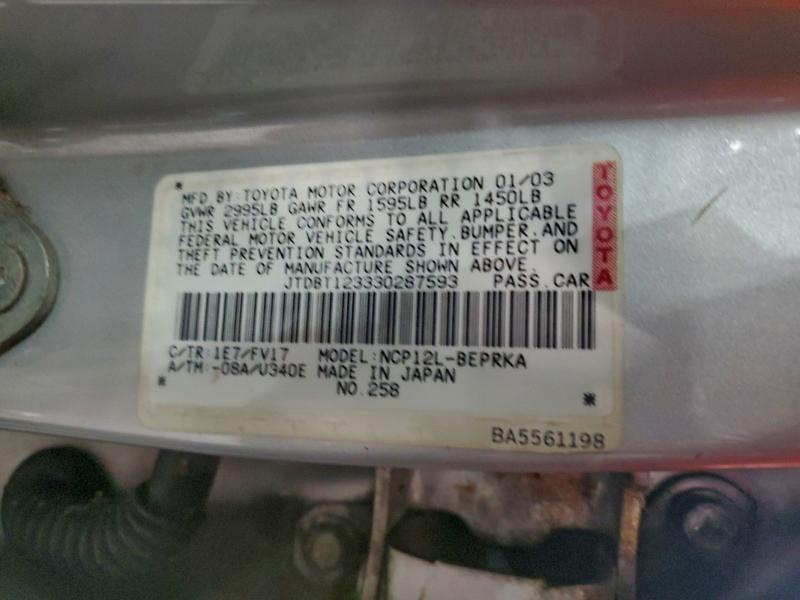 MFD BY: TOYOTA MOTOR CORPORATION 01/03
GVWR 2995LB GAWR FR 1595LB RR 1450LB
THIS VEHICLE CONFORMS TO ALL APPLICABLE
FEDERAL MOTOR VEHICLE SAFETY, BUMPER, AND
THEFT PREVENTION STANDARDS IN EFFECT ON
THE DATE OF MANUFACTURE SHOWN ABOVE.
JTDBT123330287593 PASS.CAR
TOYOTA
C/TR:1E7/FV17 MODEL:NCP12L-BEPRKA
A/TM:-08A/U340E MADE IN JAPAN
NO.258
BA5561198